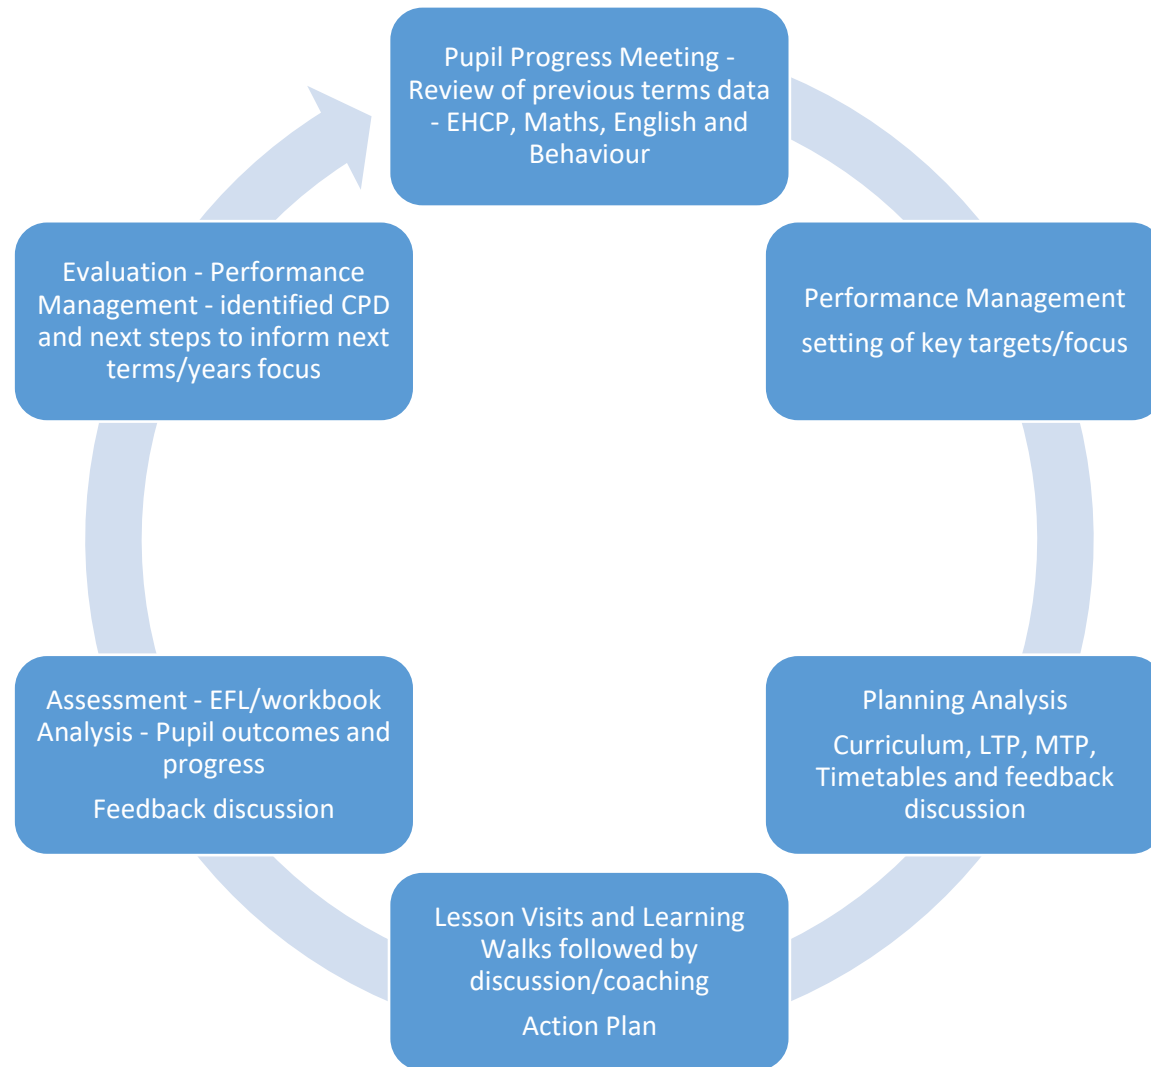 Pupil Progress Meeting -
Review of previous terms data
- EHCP, Maths, English and
Behaviour
Performance Management
setting of key targets/focus
Planning Analysis
Curriculum, LTP, MTP,
Timetables and feedback
discussion
Lesson Visits and Learning
Walks followed by
discussion/coaching
Action Plan
Assessment - EFL/workbook
Analysis - Pupil outcomes and
progress
Feedback discussion
Evaluation - Performance
Management - identified CPD
and next steps to inform next
terms/years focus